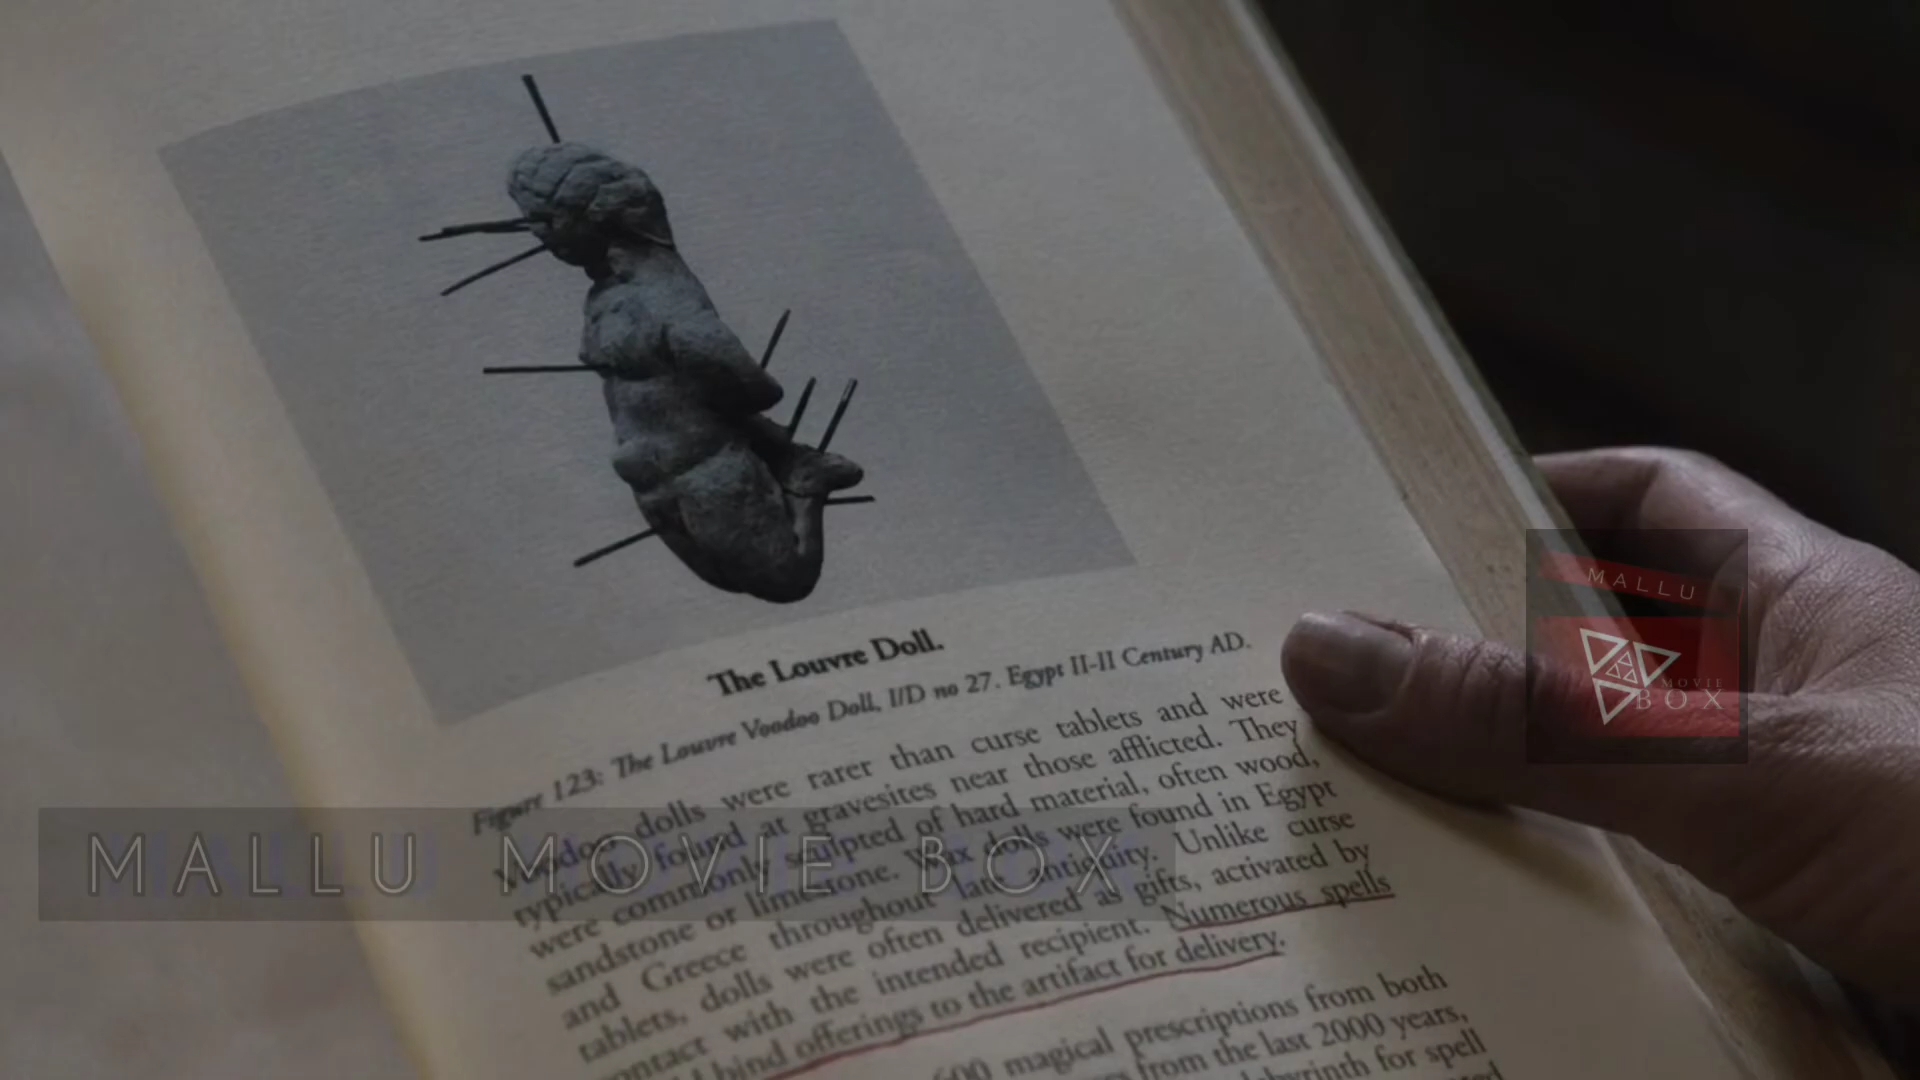 The Louvre Doll.
Figure 123: The Louvre Voodoo Doll, I/D no 27. Egypt II-II Century AD.
Voodoo dolls were rarer than curse tablets and were
typically found at gravesites near those afflicted. They
were commonly sculpted of hard material, often wood,
sandstone or limestone. Wax dolls were found in Egypt
and Greece throughout late antiquity. Unlike curse
tablets, dolls were often delivered as gifts, activated by
contact with the intended recipient. Numerous spells
bind offerings to the artifact for delivery.
600 magical prescriptions from both
from the last 2000 years,
labyrinth for spell
MALLU
MOVIE
BOX
MALLU MOVIE BOX